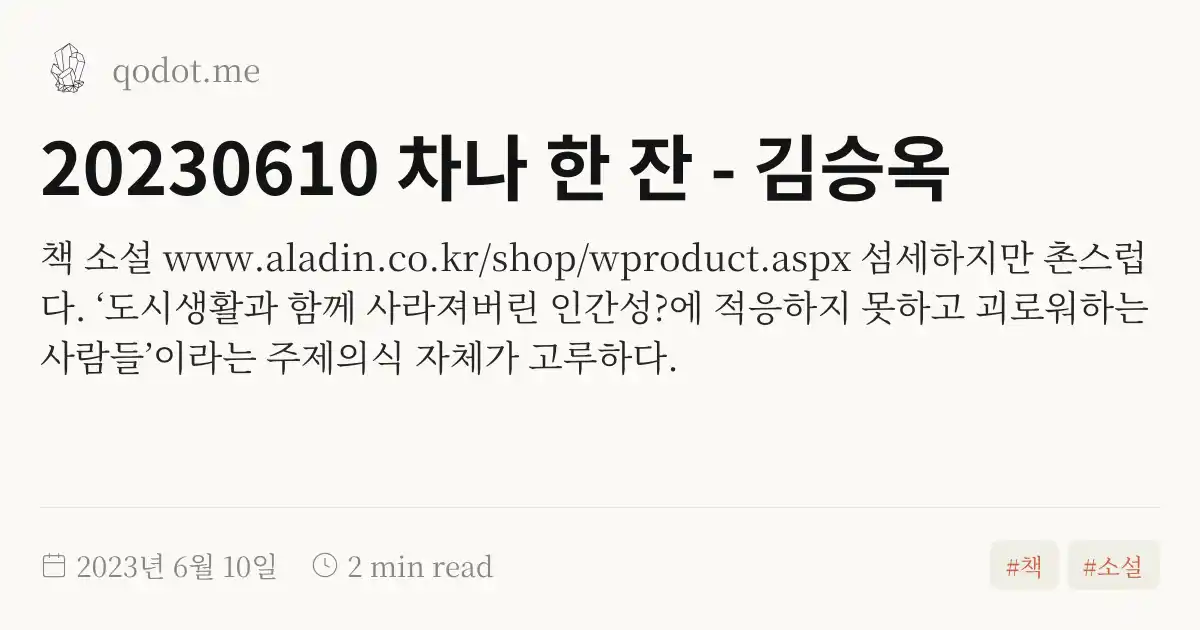 qodot.me
20230610 차나 한 잔 - 김승옥
책 소설 www.aladin.co.kr/shop/wproduct.aspx 섬세하지만 촌스럽
다. ‘도시생활과 함께 사라져버린 인간성?에 적응하지 못하고 괴로워하는
사람들’이라는 주제의식 자체가 고루하다.
2023년 6월 10일 2 min read #책 #소설